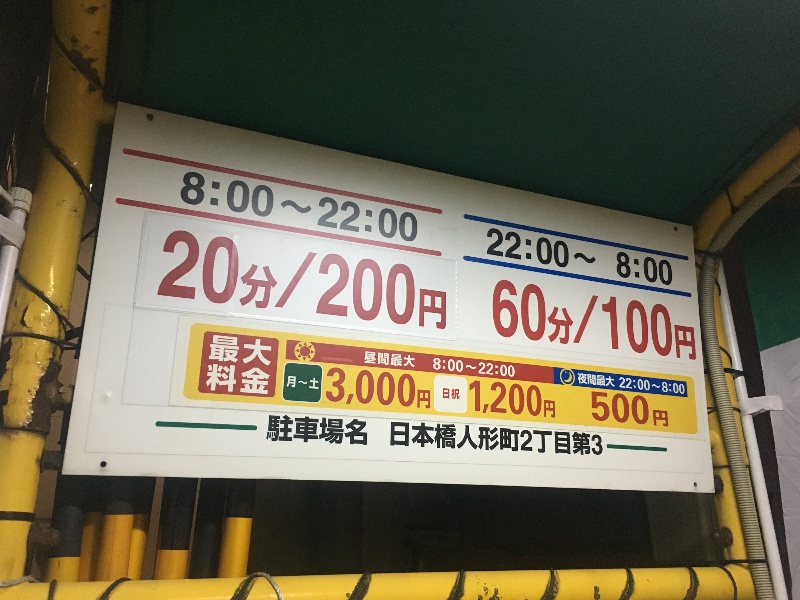 8:00～22:00
20分/200円
22:00～ 8:00
60分/100円
最大料金
昼間最大 8:00～22:00
月～土 3,000円 日祝 1,200円
夜間最大 22:00～8:00
500円
駐車場名 日本橋人形町2丁目第3